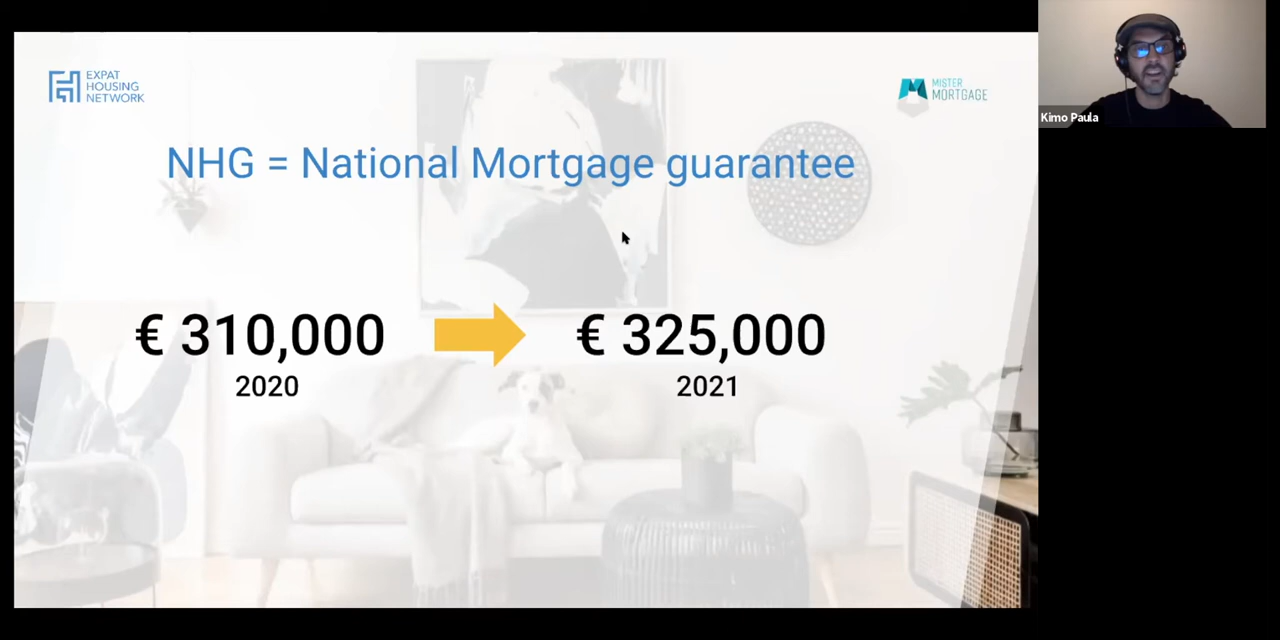 EXPAT
HOUSING
NETWORK
MISTER
MORTGAGE
Kimo Paula
NHG = National Mortgage guarantee
€ 310,000
€ 325,000
2020
2021